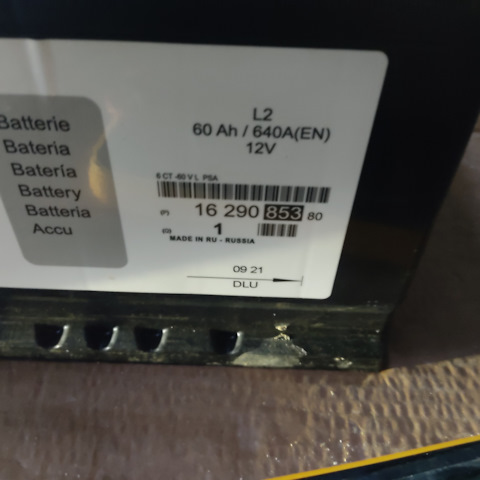 Batterie
Bateria
Batería
Battery
Batteria
Accu
L2
60 Ah / 640A(EN)
12V
6 CT -60 V L PSA
(P) 16 290 853 80
(Q) 1
MADE IN RU - RUSSIA
09 21
DLU